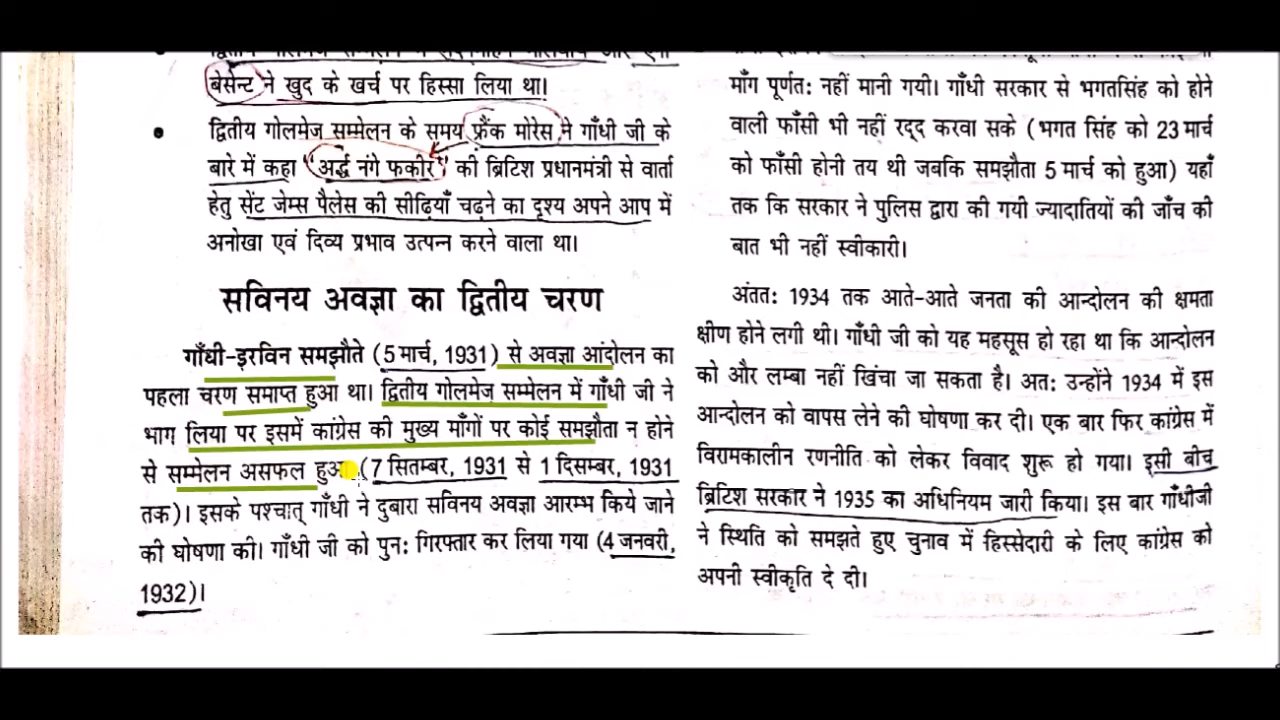 बेसेन्ट ने खुद के खर्च पर हिस्सा लिया था।
• द्वितीय गोलमेज सम्मेलन के समय फ्रैंक मोरेस ने गाँधी जी के
बारे में कहा "अर्द्ध नंगे फकीर" की ब्रिटिश प्रधानमंत्री से वार्ता
हेतु सेंट जेम्स पैलेस की सीढ़ियाँ चढ़ने का दृश्य अपने आप में
अनोखा एवं दिव्य प्रभाव उत्पन्न करने वाला था।
सविनय अवज्ञा का द्वितीय चरण
गाँधी-इरविन समझौते (5 मार्च, 1931) से अवज्ञा आंदोलन का
पहला चरण समाप्त हुआ था। द्वितीय गोलमेज सम्मेलन में गाँधी जी ने
भाग लिया पर इसमें कांग्रेस की मुख्य माँगों पर कोई समझौता न होने
से सम्मेलन असफल हुआ (7 सितम्बर, 1931 से 1 दिसम्बर, 1931
तक)। इसके पश्चात् गाँधी ने दुबारा सविनय अवज्ञा आरम्भ किये जाने
की घोषणा की। गाँधी जी को पुन: गिरफ्तार कर लिया गया (4 जनवरी,
1932)।
माँग पूर्णत: नहीं मानी गयी। गाँधी सरकार से भगतसिंह को होने
वाली फाँसी भी नहीं रद्द करवा सके (भगत सिंह को 23 मार्च
को फाँसी होनी तय थी जबकि समझौता 5 मार्च को हुआ) यहाँ
तक कि सरकार ने पुलिस द्वारा की गयी ज्यादातियों की जाँच की
बात भी नहीं स्वीकारी।
अंतत: 1934 तक आते-आते जनता की आन्दोलन की क्षमता
क्षीण होने लगी थी। गाँधी जी को यह महसूस हो रहा था कि आन्दोलन
को और लम्बा नहीं खिंचा जा सकता है। अत: उन्होंने 1934 में इस
आन्दोलन को वापस लेने की घोषणा कर दी। एक बार फिर कांग्रेस में
विरामकालीन रणनीति को लेकर विवाद शुरू हो गया। इसी बीच
ब्रिटिश सरकार ने 1935 का अधिनियम जारी किया। इस बार गाँधीजी
ने स्थिति को समझते हुए चुनाव में हिस्सेदारी के लिए कांग्रेस को
अपनी स्वीकृति दे दी।